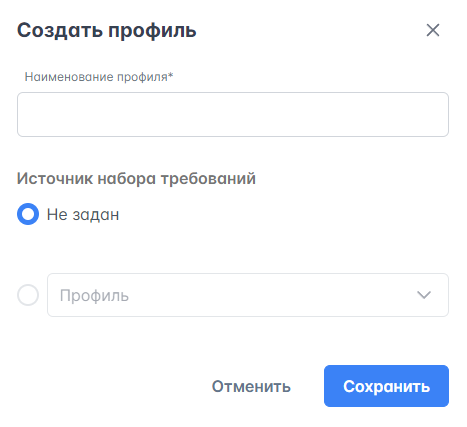 Создать профиль
Наименование профиля*
Источник набора требований
Не задан
Профиль
Отменить
Сохранить